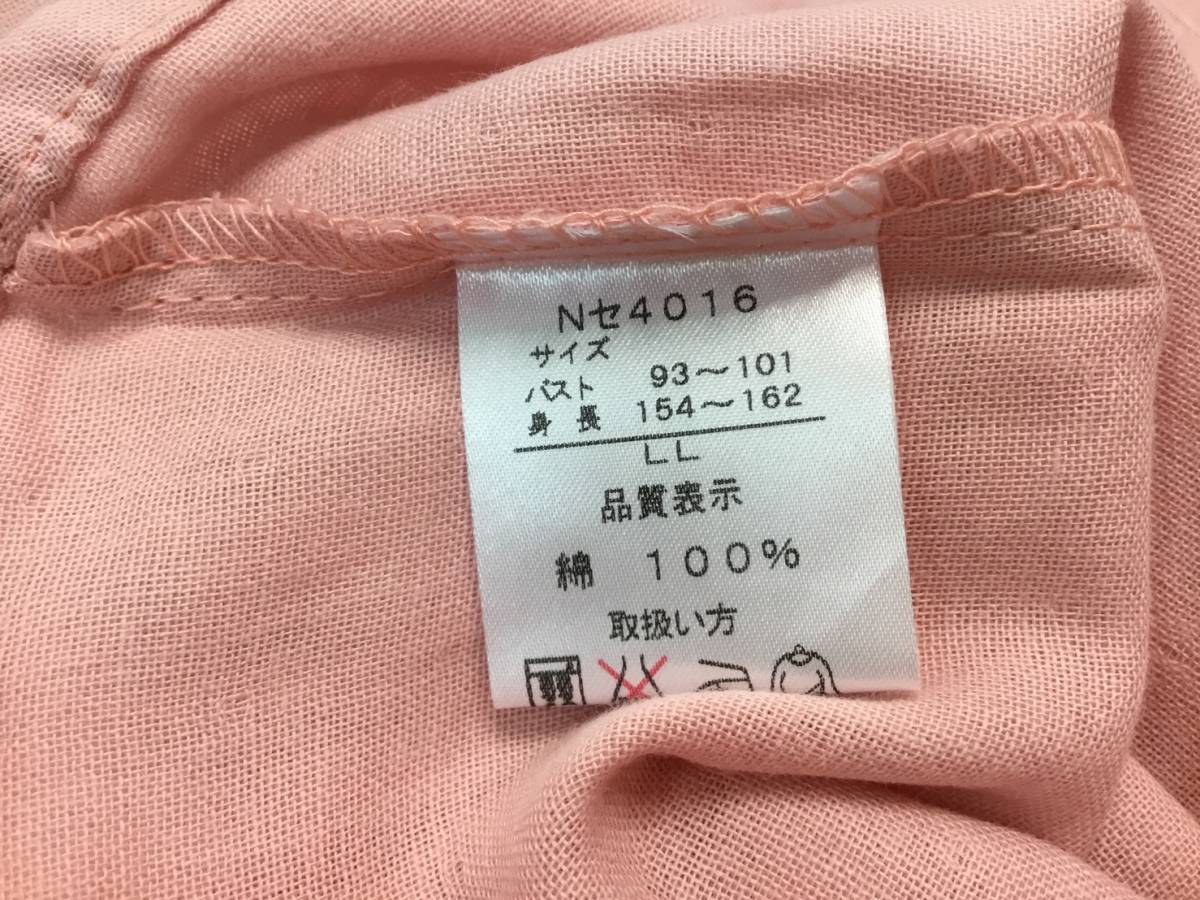 Nセ4016
サイズ
バスト 93～101
身長 154～162
LL
品質表示
綿 100%
取扱い方